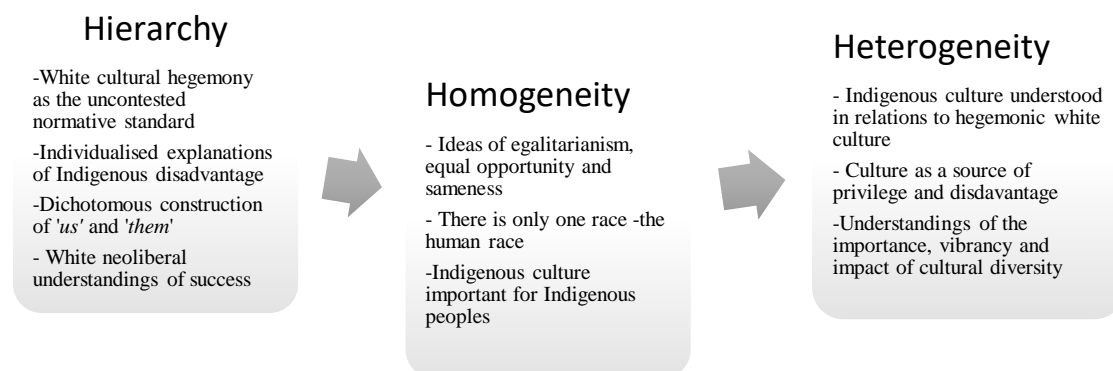 Hierarchy
-White cultural hegemony
as the uncontested
normative standard
-Individualised explanations
of Indigenous disadvantage
-Dichotomous construction
of 'us' and 'them'
- White neoliberal
understandings of success
Homogeneity
- Ideas of egalitarianism,
equal opportunity and
sameness
- There is only one race -the
human race
-Indigenous culture
important for Indigenous
peoples
Heterogeneity
- Indigenous culture understood
in relations to hegemonic white
culture
- Culture as a source of
privilege and disdavantage
-Understandings of the
importance, vibrancy and
impact of cultural diversity